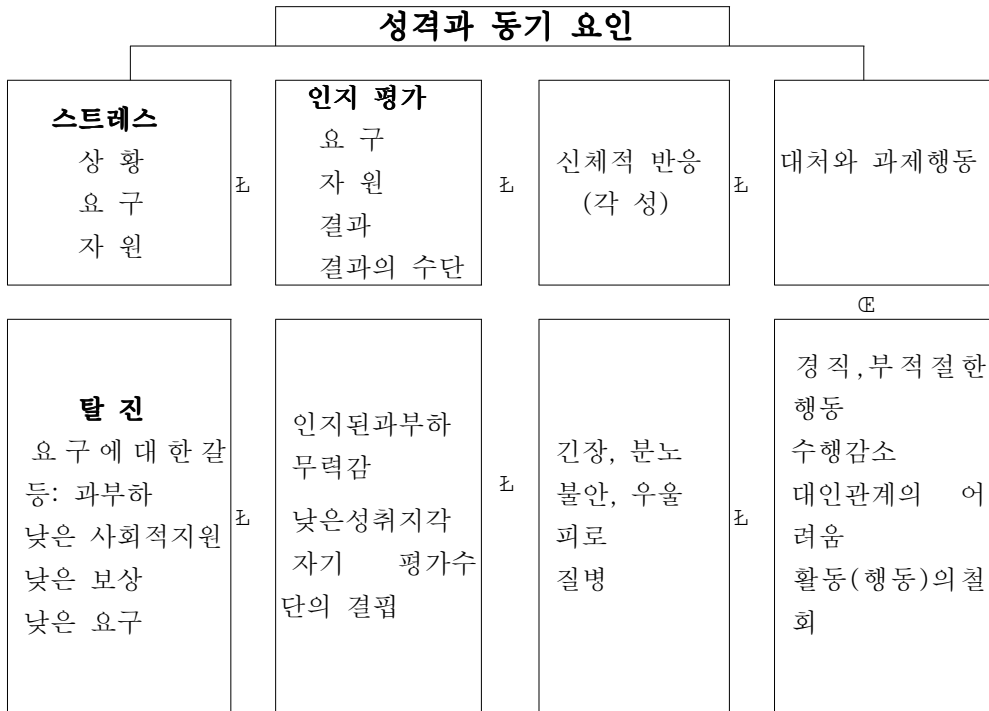 성격과 동기 요인
스트레스
상 황
요 구
자 원
Ł
인지 평가
요 구
자 원
결과
결과의 수단
Ł
신체적 반응
(각 성)
Ł
대처와 과제행동
Œ
탈 진
요구에대한갈
등: 과부하
낮은 사회적지원
낮은 보상
낮은 요구
Ł
인지된과부하
무력감
낮은성취지각
자기 평가수
단의 결핍
Ł
긴장, 분노
불안, 우울
피로
질병
Ł
경직,부적절한
행동
수행감소
대인관계의 어
려움
활동(행동)의철
회